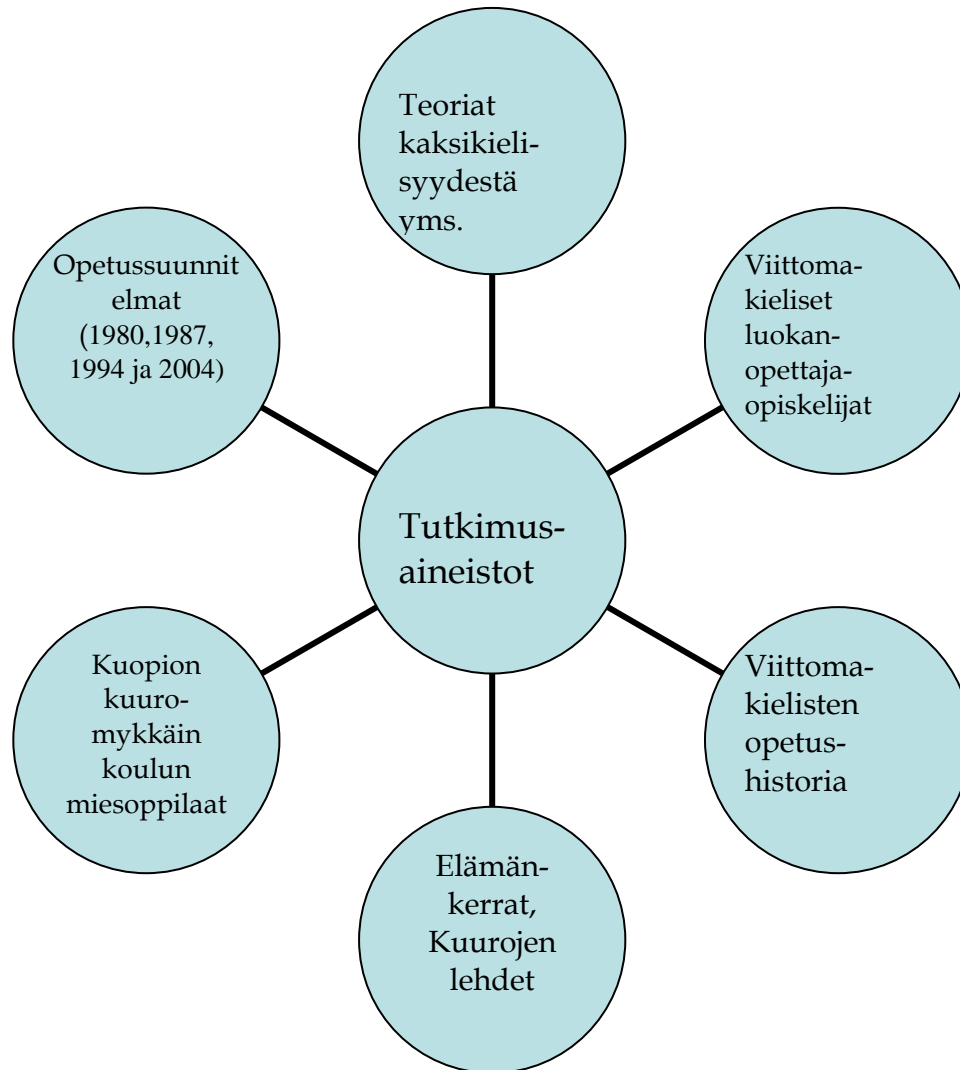 Teoriat
kaksikieli-
syydestä
yms.
Opetussuunnit
elmat
(1980,1987,
1994 ja 2004)
Viittoma-
kieliset
luokan-
opettaja-
opiskelijat
Tutkimus-
aineistot
Kuopion
kuuro-
mykkäin
koulun
miesoppilaat
Viittoma-
kielisten
opetus-
historia
Elämän-
kerrat,
Kuurojen
lehdet